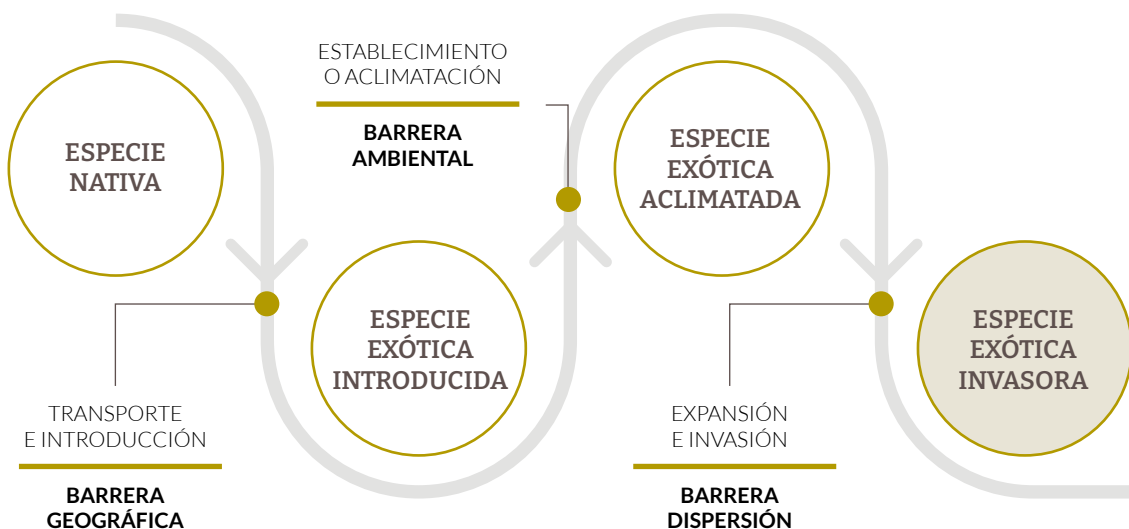 ESPECIE
NATIVA
TRANSPORTE
E INTRODUCCIÓN
BARRERA
GEOGRÁFICA
ESPECIE
EXÓTICA
INTRODUCIDA
ESTABLECIMIENTO
O ACLIMATACIÓN
BARRERA
AMBIENTAL
ESPECIE
EXÓTICA
ACLIMATADA
EXPANSIÓN
E INVASIÓN
BARRERA
DISPERSIÓN
ESPECIE
EXÓTICA
INVASORA